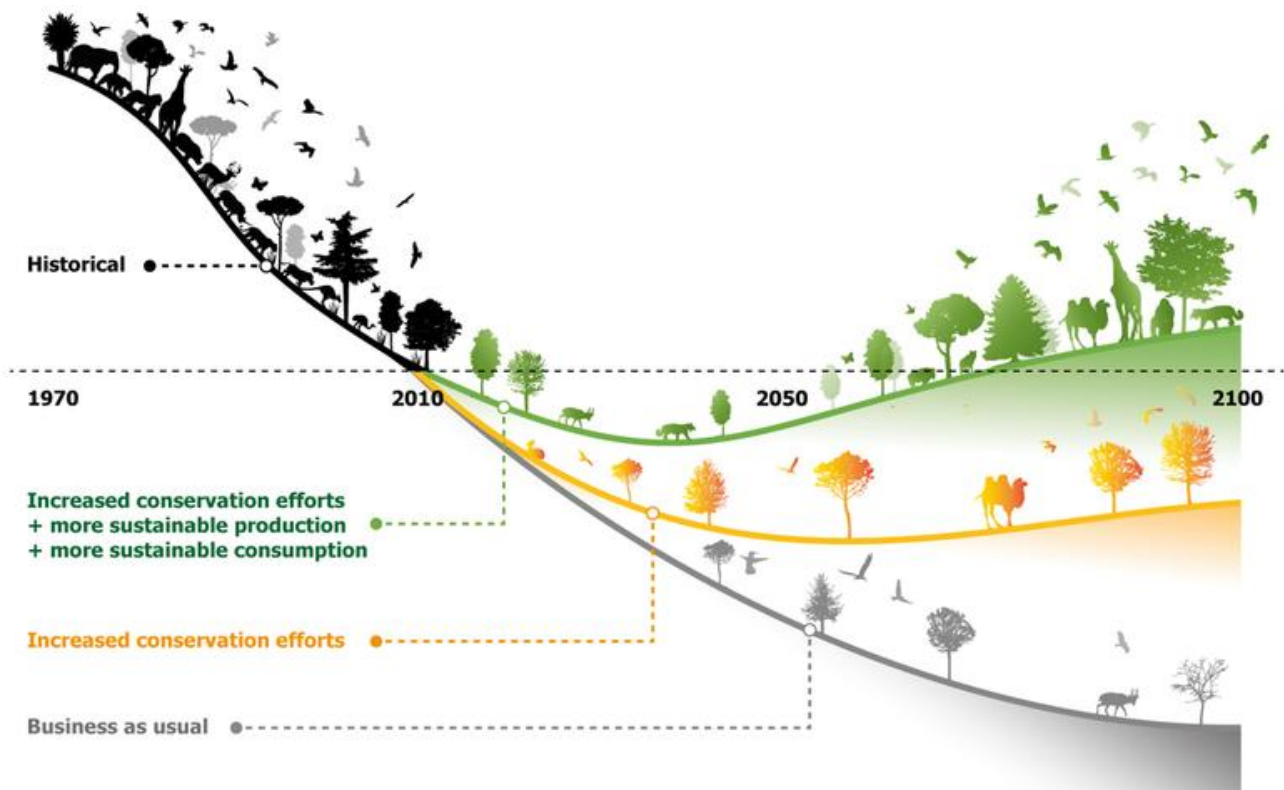 Historical
1970 2010 2050 2100
Increased conservation efforts
+ more sustainable production
+ more sustainable consumption
Increased conservation efforts
Business as usual